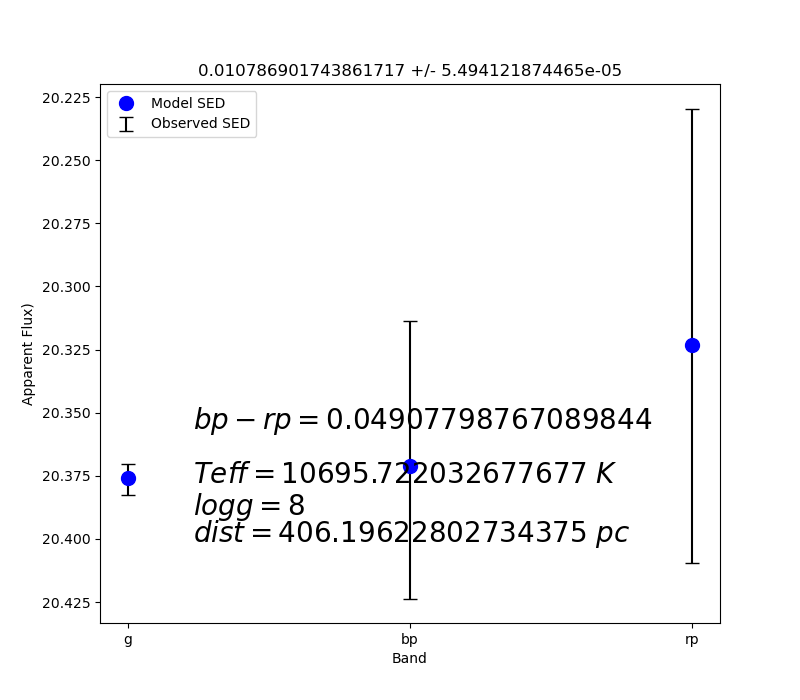 0.010786901743861717 +/- 5.494121874465e-05
Model SED
Observed SED
20.225
20.250
20.275
20.300
20.325
20.350
20.375
20.400
20.425
Apparent Flux)
bp − rp = 0.04907798767089844
Teff = 10695.722032677677 K
logg = 8
dist = 406.19622802734375 pc
g bp rp
Band